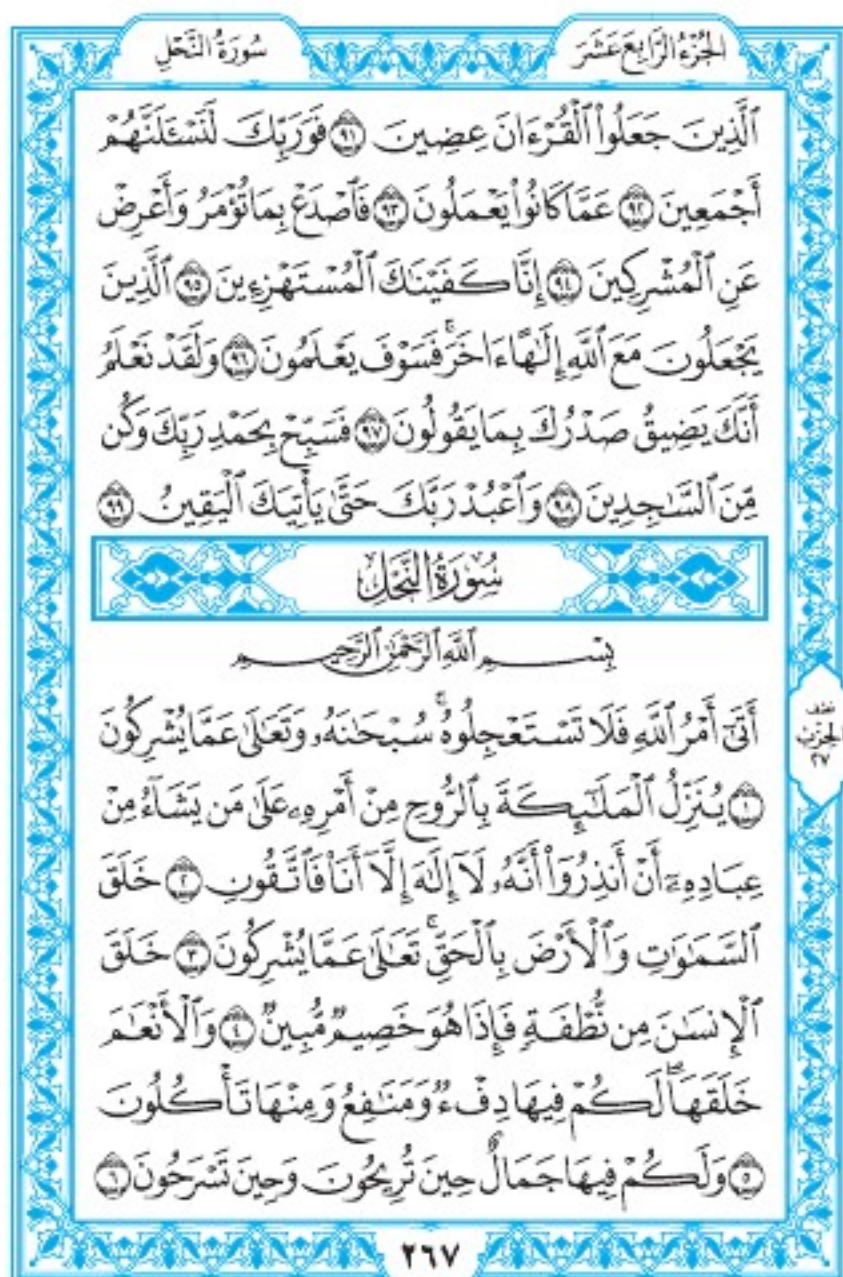 الجُزْءُ الرَّابِعَ عَشَرَ
سُورَةُ النَّحْلِ
ٱلَّذِينَ جَعَلُوا۟ ٱلْقُرْءَانَ عِضِينَ ۝٩١ فَوَرَبِّكَ لَنَسْـَٔلَنَّهُمْ
أَجْمَعِينَ ۝٩٢ عَمَّا كَانُوا۟ يَعْمَلُونَ ۝٩٣ فَٱصْدَعْ بِمَا تُؤْمَرُ وَأَعْرِضْ
عَنِ ٱلْمُشْرِكِينَ ۝٩٤ إِنَّا كَفَيْنَٰكَ ٱلْمُسْتَهْزِءِينَ ۝٩٥ ٱلَّذِينَ
يَجْعَلُونَ مَعَ ٱللَّهِ إِلَٰهًا ءَاخَرَ ۚ فَسَوْفَ يَعْلَمُونَ ۝٩٦ وَلَقَدْ نَعْلَمُ
أَنَّكَ يَضِيقُ صَدْرُكَ بِمَا يَقُولُونَ ۝٩٧ فَسَبِّحْ بِحَمْدِ رَبِّكَ وَكُن
مِّنَ ٱلسَّٰجِدِينَ ۝٩٨ وَٱعْبُدْ رَبَّكَ حَتَّىٰ يَأْتِيَكَ ٱلْيَقِينُ ۝٩٩
سُورَةُ النَّحْلِ
بِسْمِ ٱللَّهِ ٱلرَّحْمَٰنِ ٱلرَّحِيمِ
أَتَىٰٓ أَمْرُ ٱللَّهِ فَلَا تَسْتَعْجِلُوهُ ۚ سُبْحَٰنَهُۥ وَتَعَٰلَىٰ عَمَّا يُشْرِكُونَ
۝١ يُنَزِّلُ ٱلْمَلَٰٓئِكَةَ بِٱلرُّوحِ مِنْ أَمْرِهِۦ عَلَىٰ مَن يَشَآءُ مِنْ
عِبَادِهِۦٓ أَنْ أَنذِرُوٓا۟ أَنَّهُۥ لَآ إِلَٰهَ إِلَّآ أَنَا۠ فَٱتَّقُونِ ۝٢ خَلَقَ
ٱلسَّمَٰوَٰتِ وَٱلْأَرْضَ بِٱلْحَقِّ ۚ تَعَٰلَىٰ عَمَّا يُشْرِكُونَ ۝٣ خَلَقَ
ٱلْإِنسَٰنَ مِن نُّطْفَةٍ فَإِذَا هُوَ خَصِيمٌ مُّبِينٌ ۝٤ وَٱلْأَنْعَٰمَ
خَلَقَهَا ۗ لَكُمْ فِيهَا دِفْءٌ وَمَنَٰفِعُ وَمِنْهَا تَأْكُلُونَ
۝٥ وَلَكُمْ فِيهَا جَمَالٌ حِينَ تُرِيحُونَ وَحِينَ تَسْرَحُونَ ۝٦
نصف
الحزب
٢٧
٢٦٧